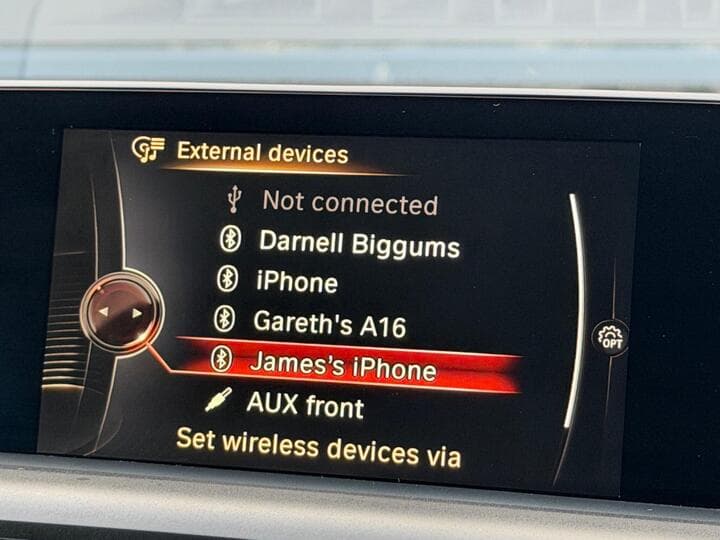 External devices
Not connected
Darnell Biggums
iPhone
Gareth's A16
James's iPhone
AUX front
Set wireless devices via
OPT